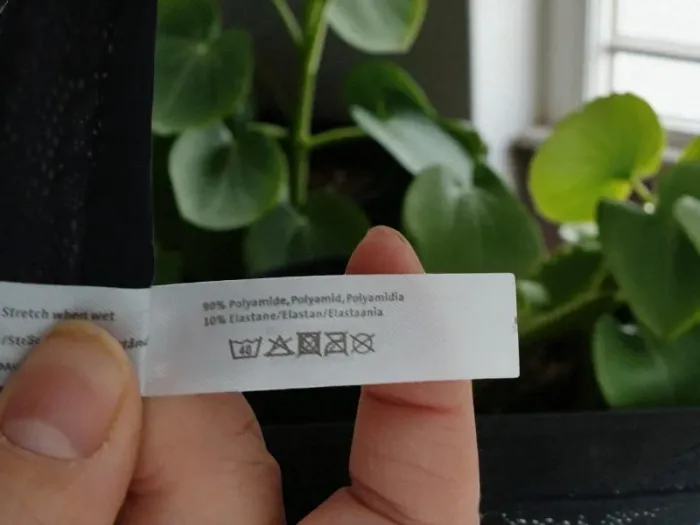 Stretch when wet
90% Polyamide, Polyamid, Polyamidia
10% Elastane/Elastan/Elastaania
40